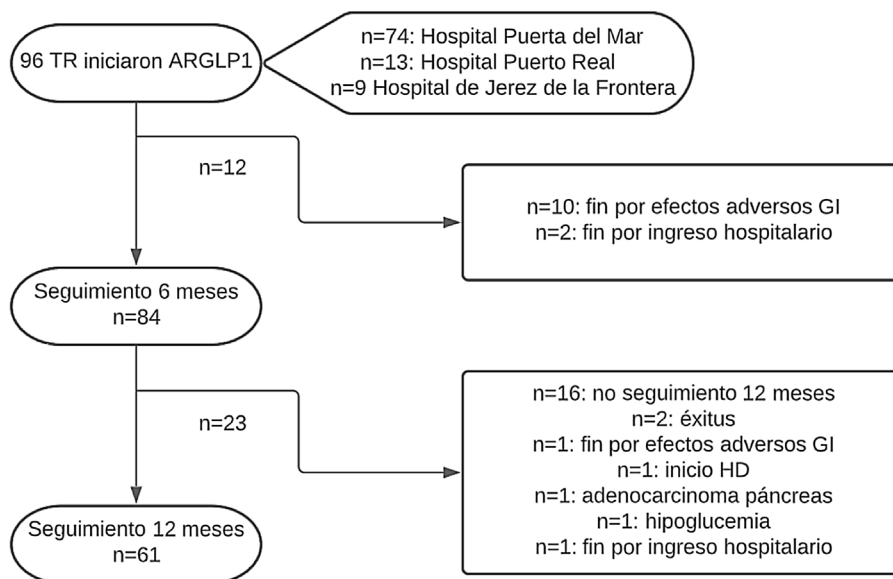 96 TR iniciaron ARGLP1
n=74: Hospital Puerta del Mar
n=13: Hospital Puerto Real
n=9 Hospital de Jerez de la Frontera
n=12
n=10: fin por efectos adversos GI
n=2: fin por ingreso hospitalario
Seguimiento 6 meses
n=84
n=23
n=16: no seguimiento 12 meses
n=2: éxitus
n=1: fin por efectos adversos GI
n=1: inicio HD
n=1: adenocarcinoma páncreas
n=1: hipoglucemia
n=1: fin por ingreso hospitalario
Seguimiento 12 meses
n=61